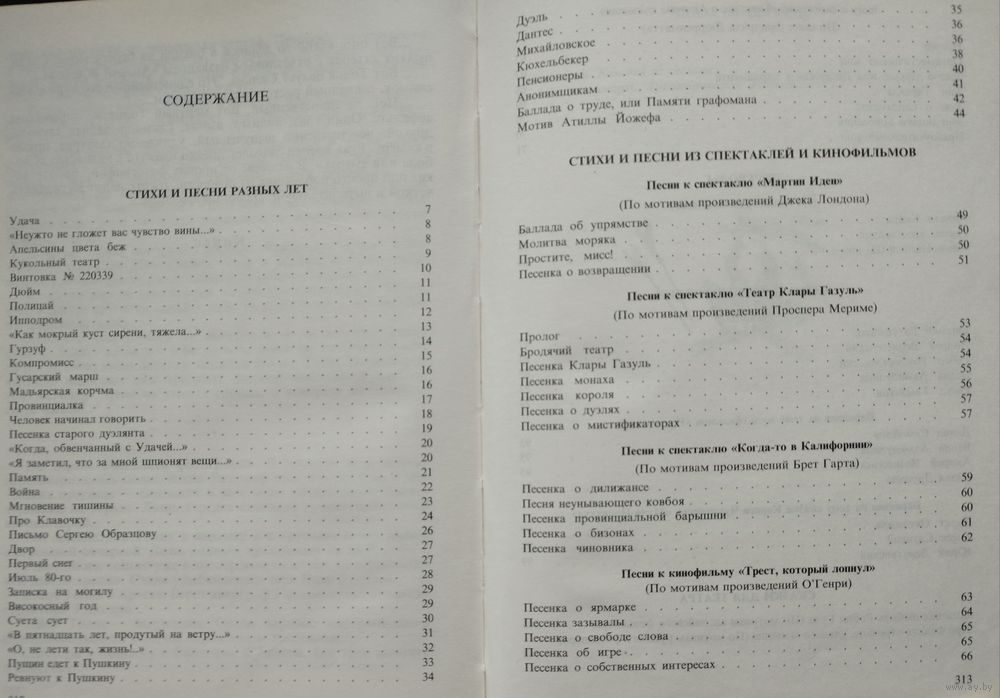 СОДЕРЖАНИЕ
СТИХИ И ПЕСНИ РАЗНЫХ ЛЕТ
Удача . . . 7
«Неужто не гложет вас чувство вины...» . . . 8
Апельсины цвета беж . . . 8
Кукольный театр . . . 9
Винтовка № 220339 . . . 10
Дюйм . . . 11
Полицай . . . 11
Ипподром . . . 12
«Как мокрый куст сирени, тяжела...» . . . 13
Гурзуф . . . 14
Компромисс . . . 15
Гусарский марш . . . 16
Мадьярская корчма . . . 16
Провинциалка . . . 17
Человек начинал говорить . . . 18
Песенка старого дуэлянта . . . 19
«Когда, обвенчанный с Удачей...» . . . 20
«Я заметил, что за мной шпионят вещи...» . . . 20
Память . . . 21
Война . . . 22
Мгновение тишины . . . 23
Про Клавочку . . . 24
Письмо Сергею Образцову . . . 26
Двор . . . 27
Первый снег . . . 27
Июль 80-го . . . 28
Записка на могилу . . . 29
Високосный год . . . 29
Суета сует . . . 30
«В пятнадцать лет, продутый на ветру...» . . . 31
«О, не лети так, жизнь!..» . . . 32
Пущин едет к Пушкину . . . 33
Ревнуют к Пушкину . . . 34
Дуэль . . . 35
Дантес . . . 36
Михайловское . . . 36
Кюхельбекер . . . 38
Пенсионеры . . . 40
Анонимщикам . . . 41
Баллада о труде, или Памяти графомана . . . 42
Мотив Атиллы Йожефа . . . 44
СТИХИ И ПЕСНИ ИЗ СПЕКТАКЛЕЙ И КИНОФИЛЬМОВ
Песни к спектаклю «Мартин Иден»
(По мотивам произведений Джека Лондона)
Баллада об упрямстве . . . 49
Молитва моряка . . . 50
Простите, мисс! . . . 50
Песенка о возвращении . . . 51
Песни к спектаклю «Театр Клары Газуль»
(По мотивам произведений Проспера Мериме)
Пролог . . . 53
Бродячий театр . . . 54
Песенка Клары Газуль . . . 54
Песенка монаха . . . 55
Песенка короля . . . 56
Песенка о дуэлях . . . 57
Песенка о мистификаторах . . . 57
Песни к спектаклю «Когда-то в Калифорнии»
(По мотивам произведений Брет Гарта)
Песенка о дилижансе . . . 59
Песня неунывающего ковбоя . . . 60
Песенка провинциальной барышни . . . 60
Песенка о бизонах . . . 61
Песенка чиновника . . . 62
Песни к кинофильму «Трест, который лопнул»
(По мотивам произведений О'Генри)
Песенка о ярмарке . . . 63
Песенка зазывалы . . . 64
Песенка о свободе слова . . . 65
Песенка об игре . . . 65
Песенка о собственных интересах . . . 66
313
www.ay.by